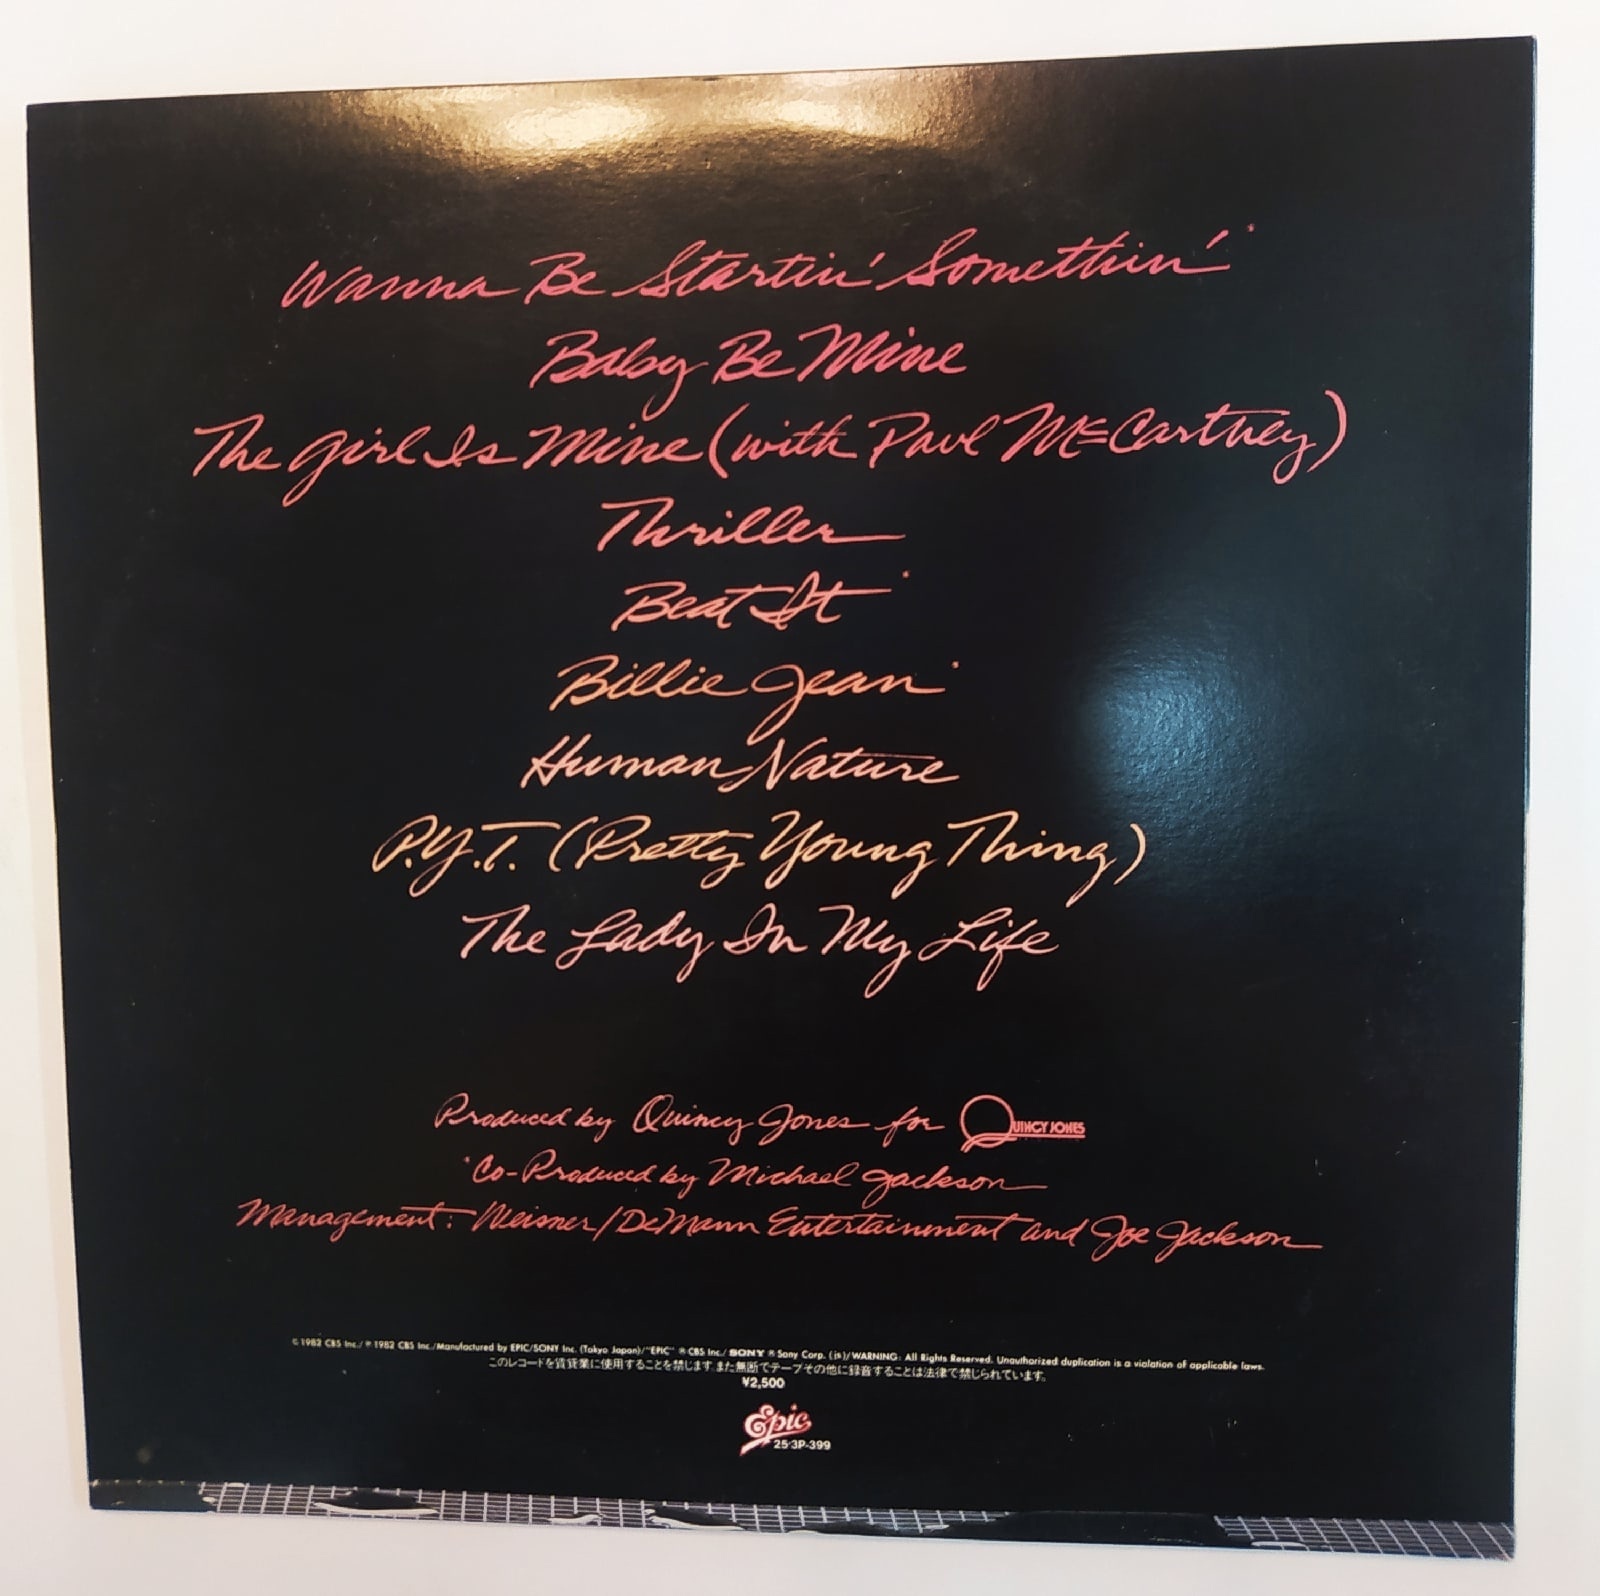 Wanna Be Startin' Somethin'*
Baby Be Mine
The Girl Is Mine (with Paul McCartney)
Thriller
Beat It*
Billie Jean*
Human Nature
P.Y.T. (Pretty Young Thing)
The Lady In My Life
Produced by Quincy Jones for QUINCY JONES
*Co-Produced by Michael Jackson
Management: Weisner/DeMann Entertainment and Joe Jackson
© 1982 CBS Inc./℗ 1982 CBS Inc./Manufactured by EPIC/SONY Inc. (Tokyo Japan)/"EPIC" ® CBS Inc./SONY ® Sony Corp. (js)/WARNING: All Rights Reserved. Unauthorized duplication is a violation of applicable laws.
このレコードを賃貸業に使用することを禁じます。また無断でテープその他に録音することは法律で禁じられています。
¥2,500
Epic
25·3P-399